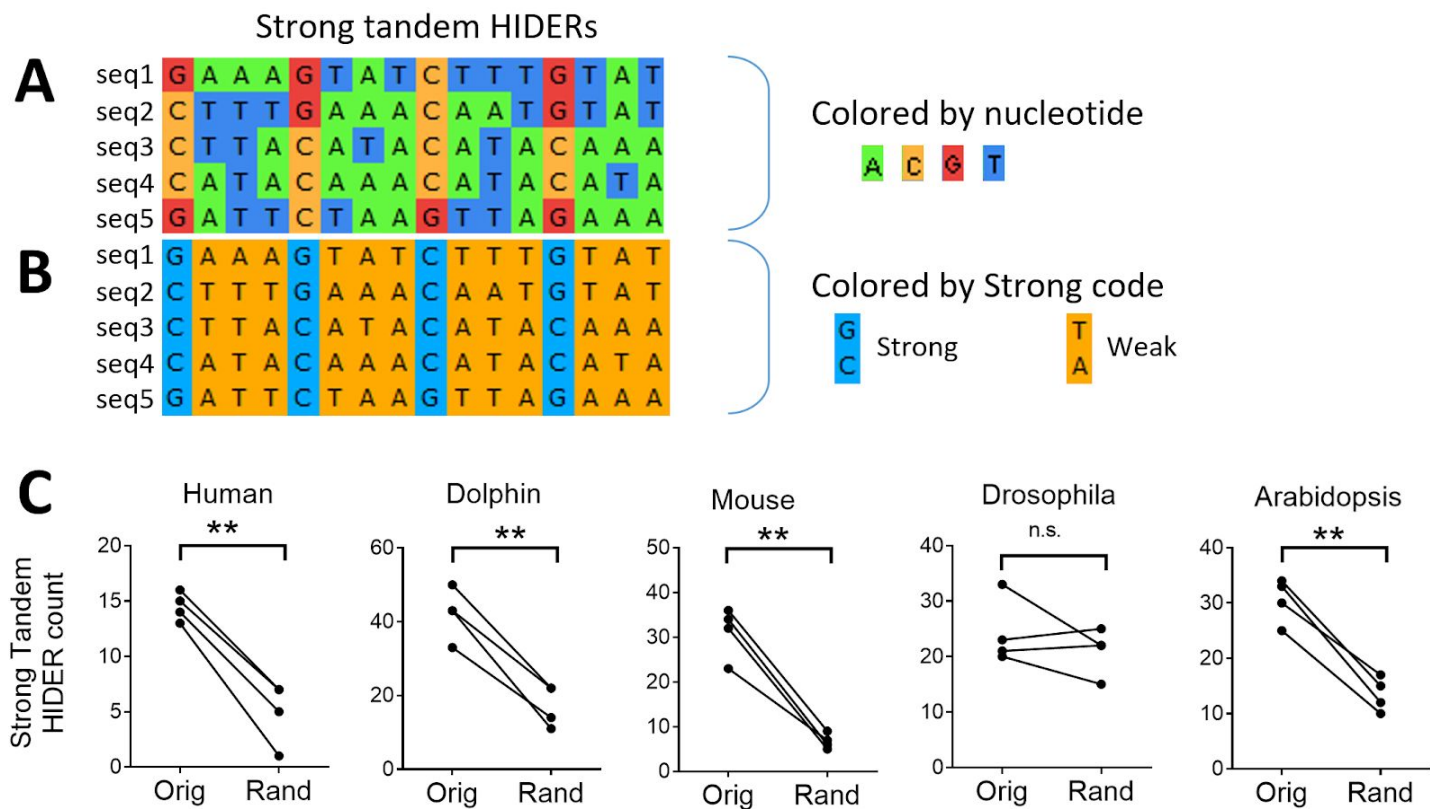 Strong tandem HIDERs
A
seq1 G A A A G T A T C T T T G T A T
seq2 C T T T G A A A C A A T G T A T
seq3 C T T A C A T A C A T A C A A A
seq4 C A T A C A A A C A T A C A T A
seq5 G A T T C T A A G T T A G A A A
Colored by nucleotide
A C G T
B
seq1 G A A A G T A T C T T T G T A T
seq2 C T T T G A A A C A A T G T A T
seq3 C T T A C A T A C A T A C A A A
seq4 C A T A C A A A C A T A C A T A
seq5 G A T T C T A A G T T A G A A A
Colored by Strong code
G
C
Strong
T
A
Weak
C
Strong Tandem
HIDER count
Human
**
20
15
10
5
0
Orig Rand
Dolphin
**
60
40
20
0
Orig Rand
Mouse
**
50
40
30
20
10
0
Orig Rand
Drosophila
n.s.
40
30
20
10
0
Orig Rand
Arabidopsis
**
40
30
20
10
0
Orig Rand